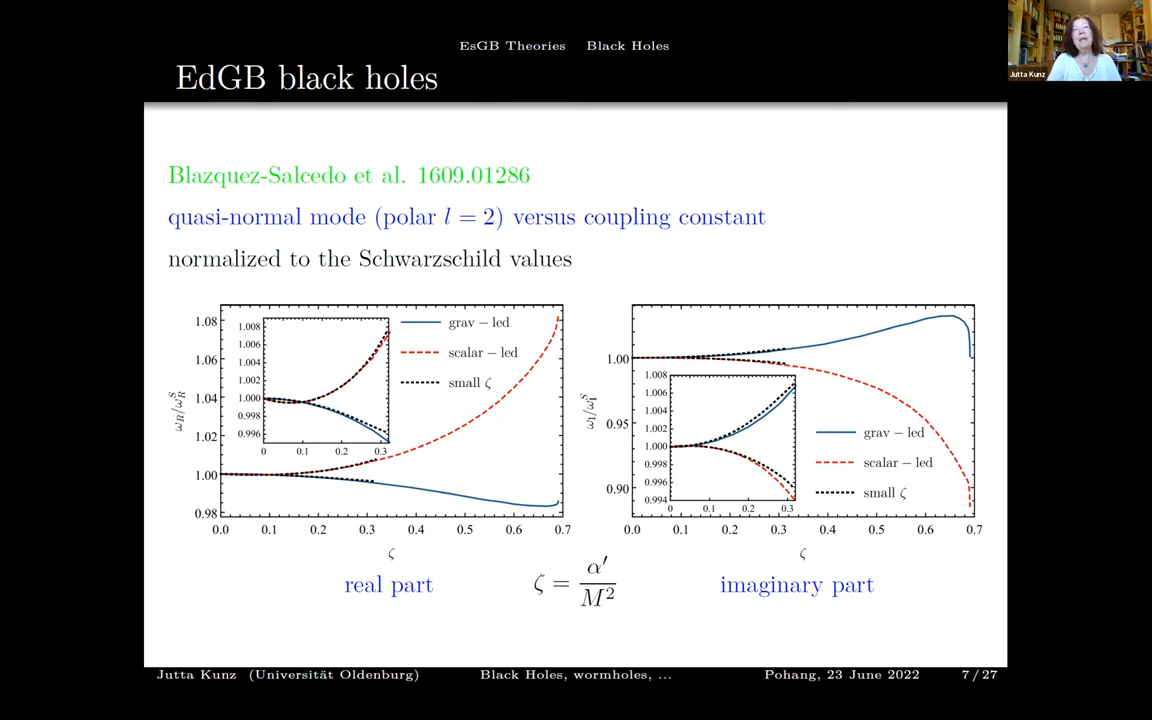 EsGB Theories Black Holes
EdGB black holes
Jutta Kunz
Blazquez-Salcedo et al. 1609.01286
quasi-normal mode (polar l = 2) versus coupling constant
normalized to the Schwarzschild values
1.08
1.06
1.04
1.02
1.00
0.98
ω_R/ω_R^S
1.008
1.006
1.004
1.002
1.000
0.998
0.996
0 0.1 0.2 0.3
grav – led
scalar – led
small ζ
0.0 0.1 0.2 0.3 0.4 0.5 0.6 0.7
ζ
real part
ζ = α′/M²
1.00
0.95
0.90
ω_I/ω_I^S
1.008
1.006
1.004
1.002
1.000
0.998
0.996
0.994
0 0.1 0.2 0.3
grav – led
scalar – led
small ζ
0.0 0.1 0.2 0.3 0.4 0.5 0.6 0.7
ζ
imaginary part
Jutta Kunz (Universität Oldenburg) Black Holes, wormholes, ... Pohang, 23 June 2022 7 / 27